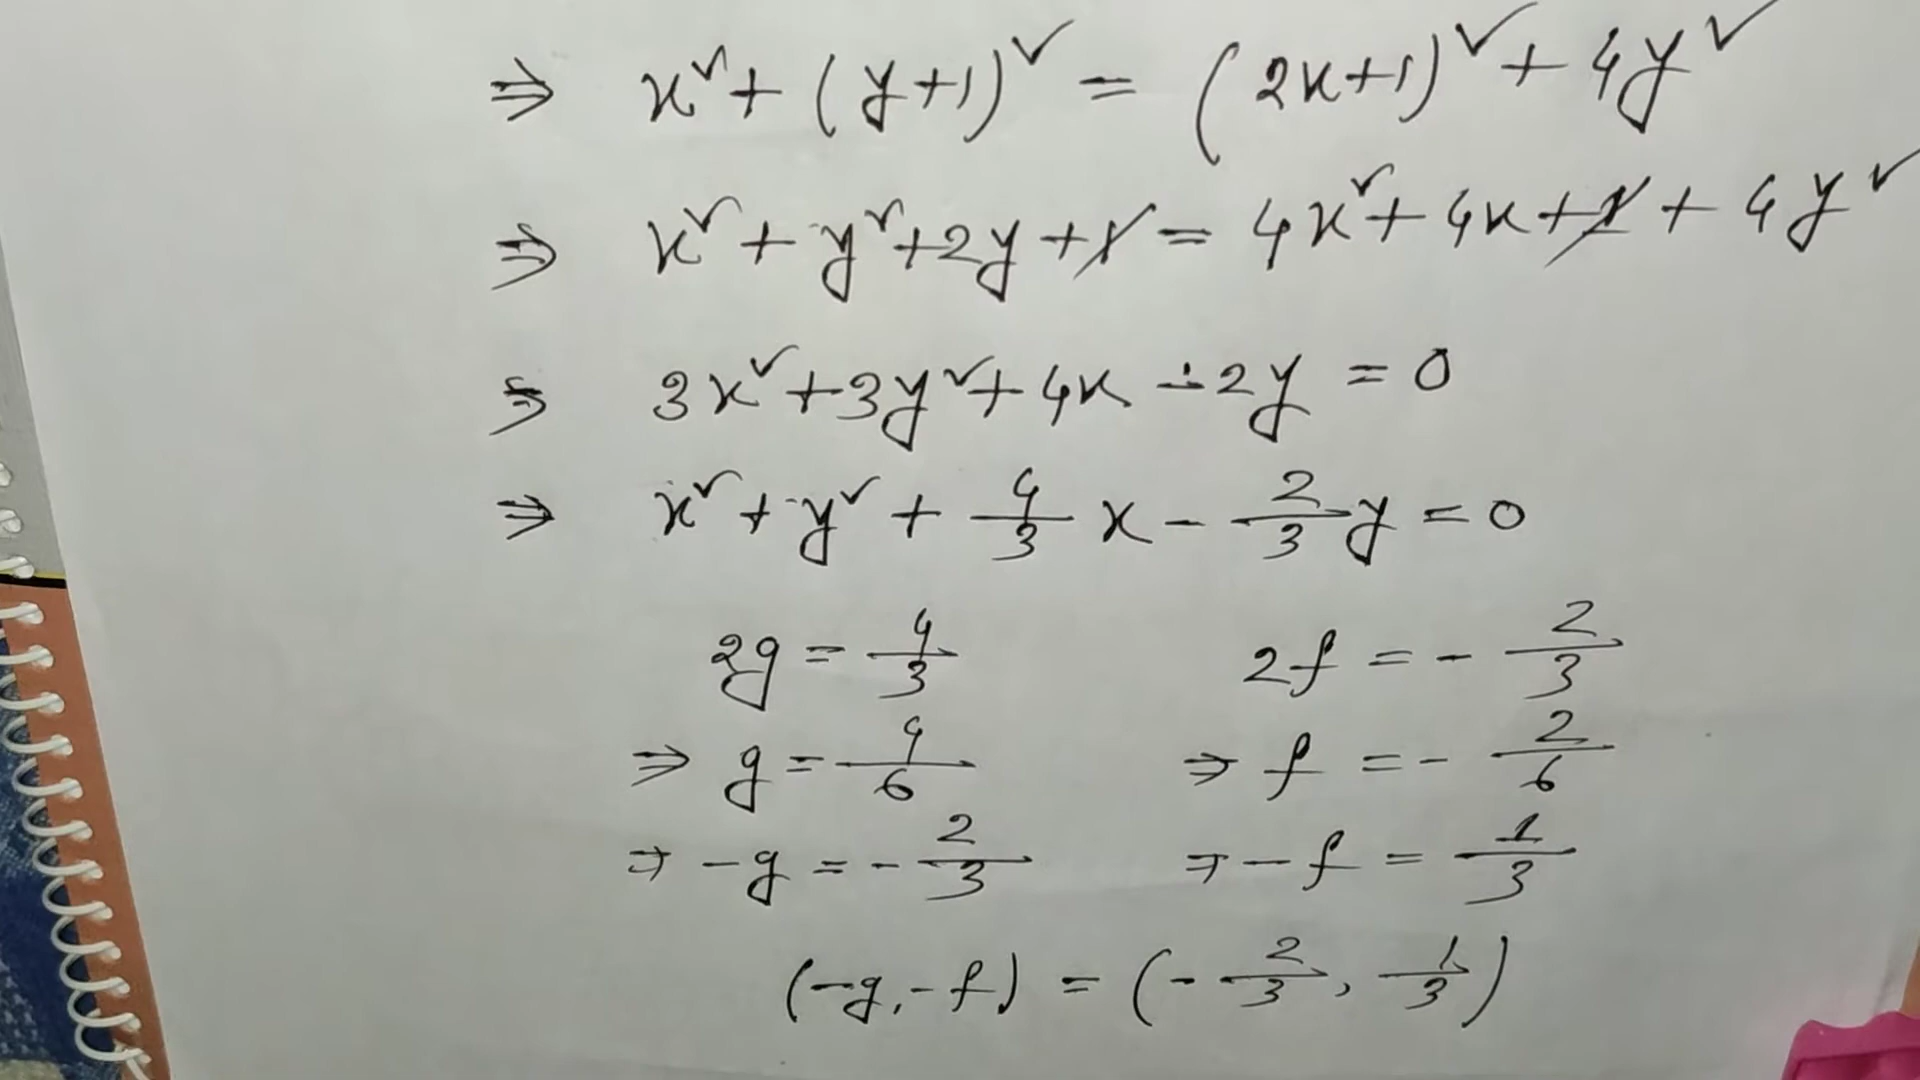 ⇒ x² + (y+1)² = (2x+1)² + 4y²
⇒ x² + y² + 2y + 1 = 4x² + 4x + 1 + 4y²
⇒ 3x² + 3y² + 4x - 2y = 0
⇒ x² + y² + 4/3 x - 2/3 y = 0
2g = 4/3 2f = - 2/3
⇒ g = 4/6 ⇒ f = - 2/6
⇒ -g = - 2/3 ⇒ -f = 1/3
(-g, -f) = (- 2/3, 1/3)